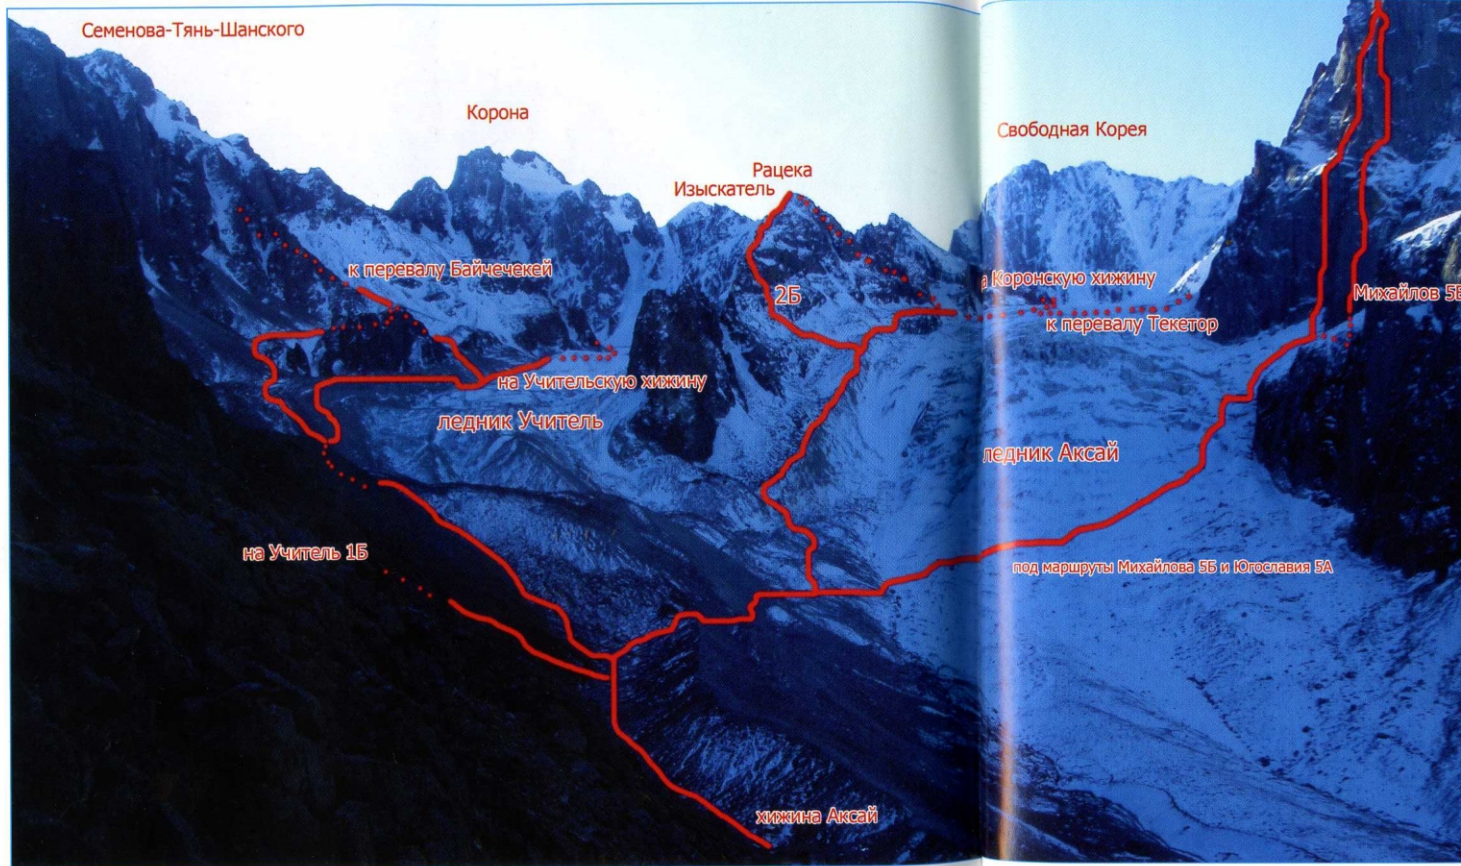 Семенова-Тянь-Шанского
Корона
Свободная Корея
Рацека
Изыскатель
к перевалу Байчечекей
а Коронскую хижину
2Б
Михайлов 5Б
к перевалу Текетор
на Учительскую хижину
ледник Учитель
ледник Аксай
на Учитель 1Б
под маршруты Михайлова 5Б и Югославия 5А
хижина Аксай